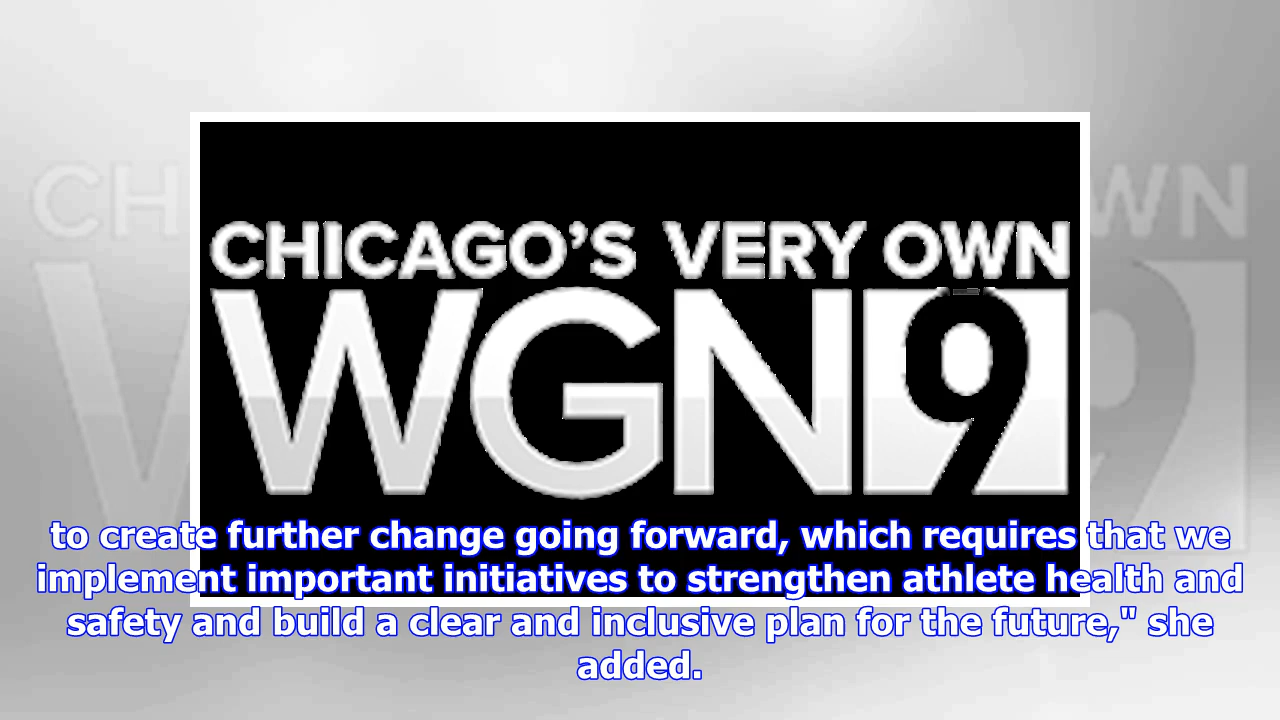 CHICAGO'S VERY OWN
WGN9
to create further change going forward, which requires that we
implement important initiatives to strengthen athlete health and
safety and build a clear and inclusive plan for the future," she
added.